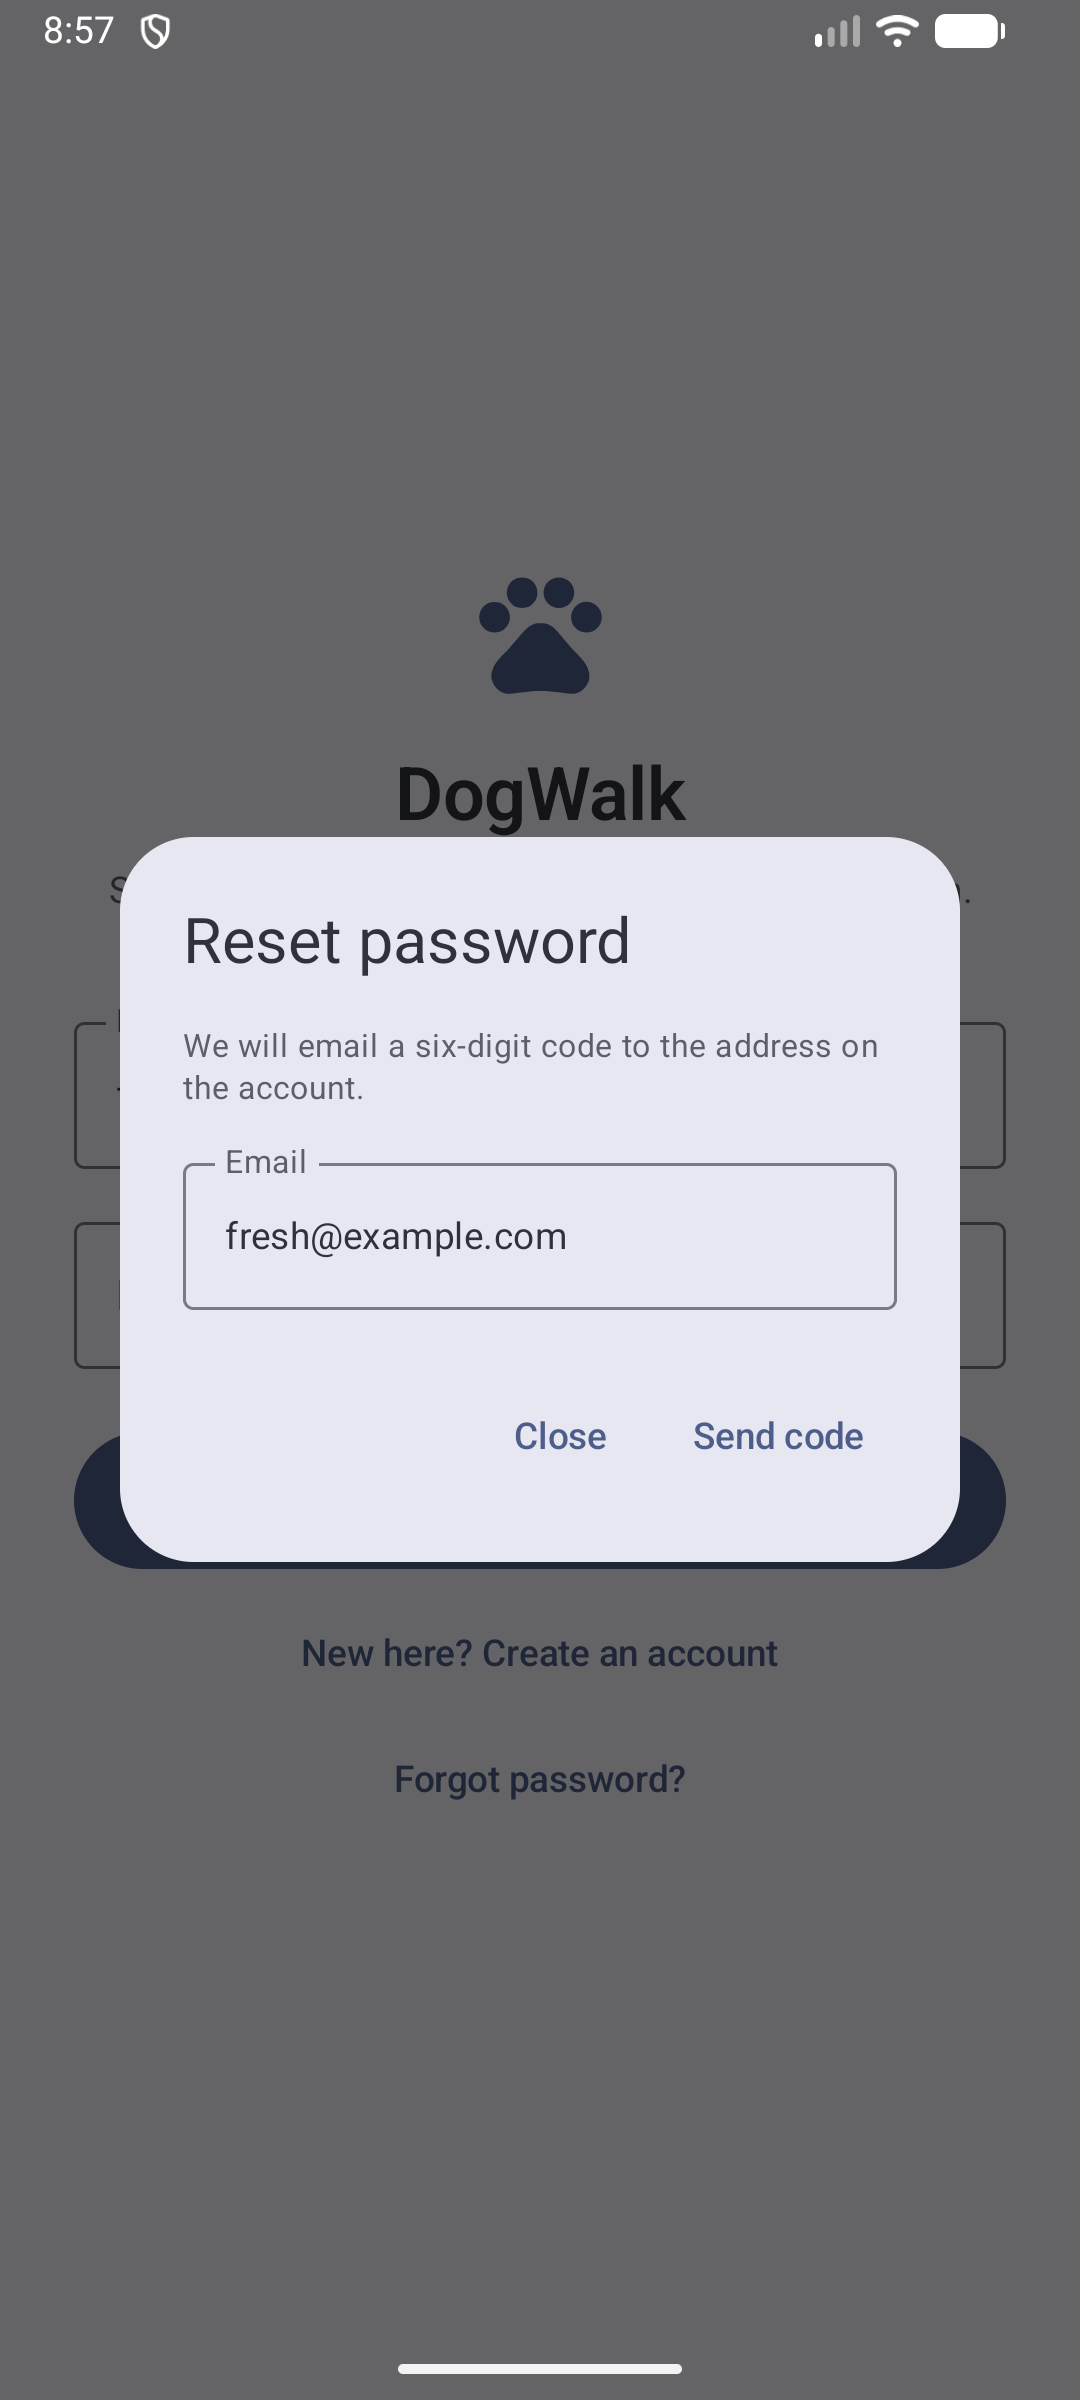 8:57
DogWalk
Reset password
We will email a six-digit code to the address on
the account.
Email
fresh@example.com
Close
Send code
New here? Create an account
Forgot password?